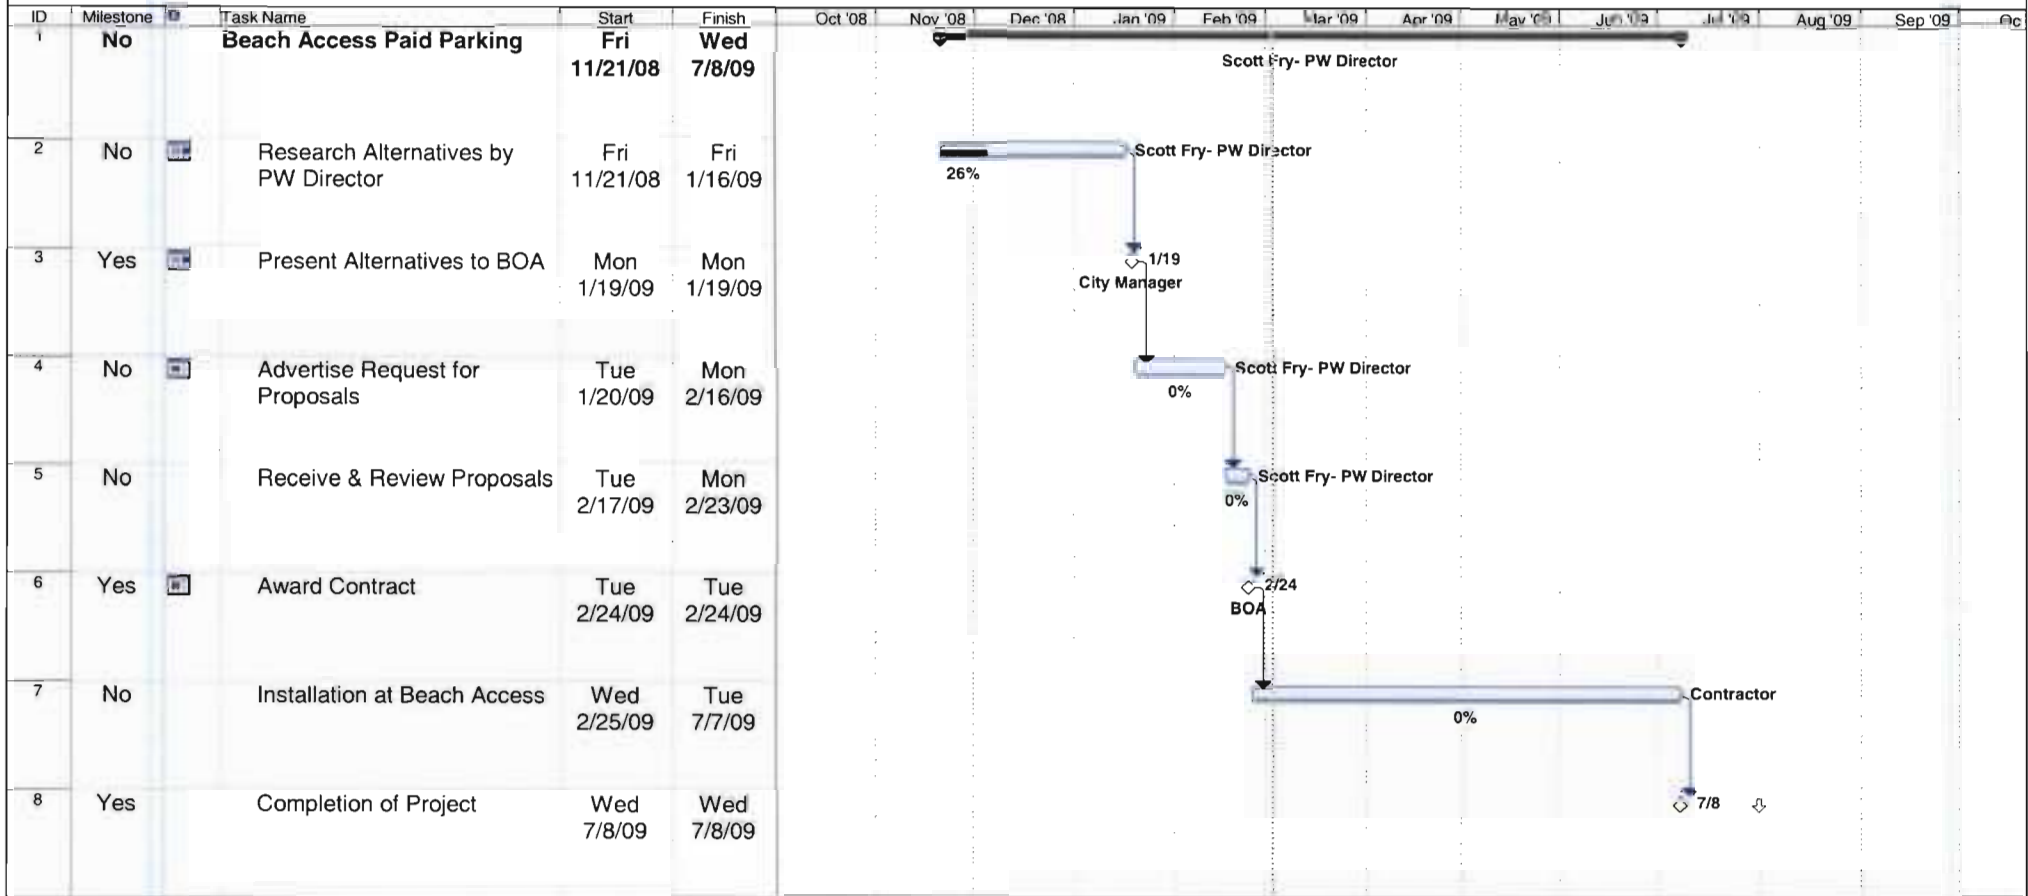 ID Milestone Task Name Start Finish Oct '08 Nov '08 Dec '08 Jan '09 Feb '09 Mar '09 Apr '09 May '09 Jun '09 Jul '09 Aug '09 Sep '09 Oc
1 No Beach Access Paid Parking Fri Wed
11/21/08 7/8/09
Scott Fry- PW Director
2 No Research Alternatives by Fri Fri Scott Fry- PW Director
PW Director 11/21/08 1/16/09 26%
3 Yes Present Alternatives to BOA Mon Mon 1/19
1/19/09 1/19/09 City Manager
4 No Advertise Request for Tue Mon Scott Fry- PW Director
Proposals 1/20/09 2/16/09 0%
5 No Receive & Review Proposals Tue Mon Scott Fry- PW Director
2/17/09 2/23/09 0%
6 Yes Award Contract Tue Tue 2/24
2/24/09 2/24/09 BOA
7 No Installation at Beach Access Wed Tue Contractor
2/25/09 7/7/09 0%
8 Yes Completion of Project Wed Wed 7/8
7/8/09 7/8/09